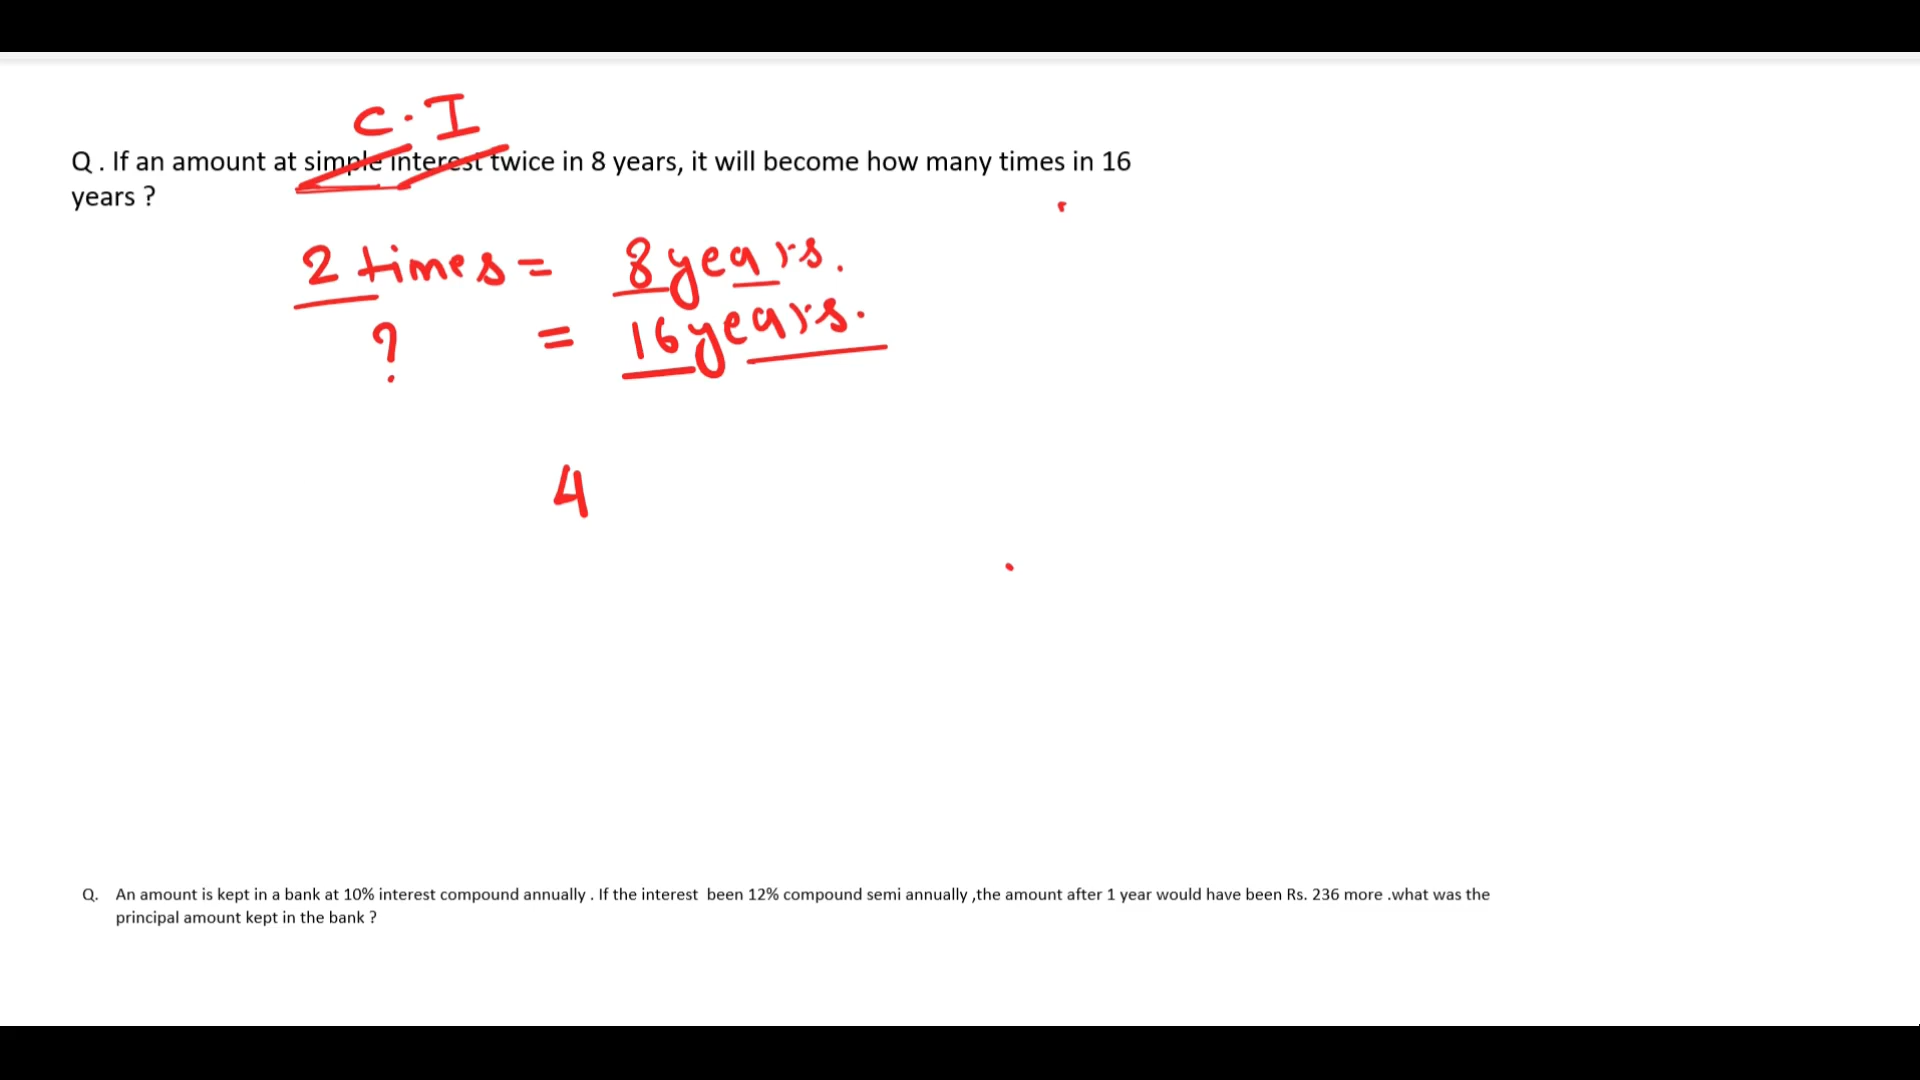 C.I
Q . If an amount at simple interest twice in 8 years, it will become how many times in 16
years ?
2 times = 8 years.
? = 16 years.
4
Q. An amount is kept in a bank at 10% interest compound annually . If the interest been 12% compound semi annually ,the amount after 1 year would have been Rs. 236 more .what was the
principal amount kept in the bank ?